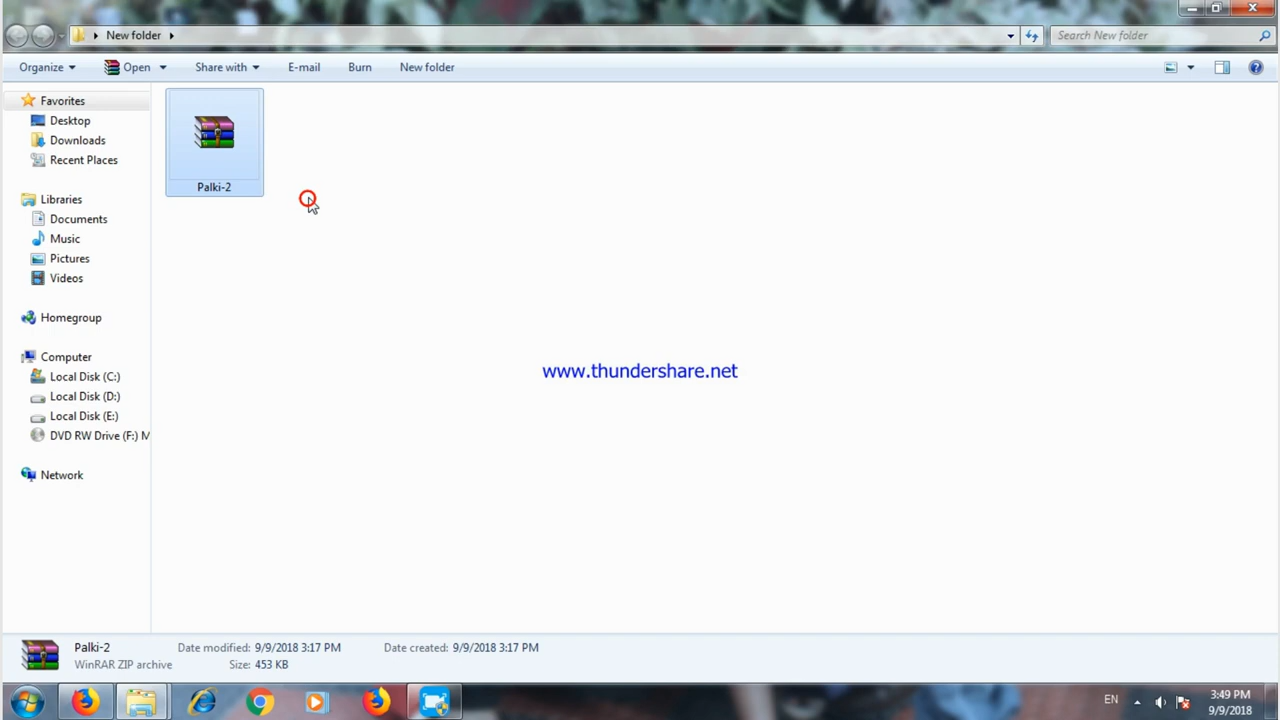 New folder
Search New folder
Organize Open Share with E-mail Burn New folder
Favorites
Desktop
Downloads
Recent Places
Libraries
Documents
Music
Pictures
Videos
Homegroup
Computer
Local Disk (C:)
Local Disk (D:)
Local Disk (E:)
DVD RW Drive (F:) M
Network
Palki-2
www.thundershare.net
Palki-2 Date modified: 9/9/2018 3:17 PM Date created: 9/9/2018 3:17 PM
WinRAR ZIP archive Size: 453 KB
EN
3:49 PM
9/9/2018